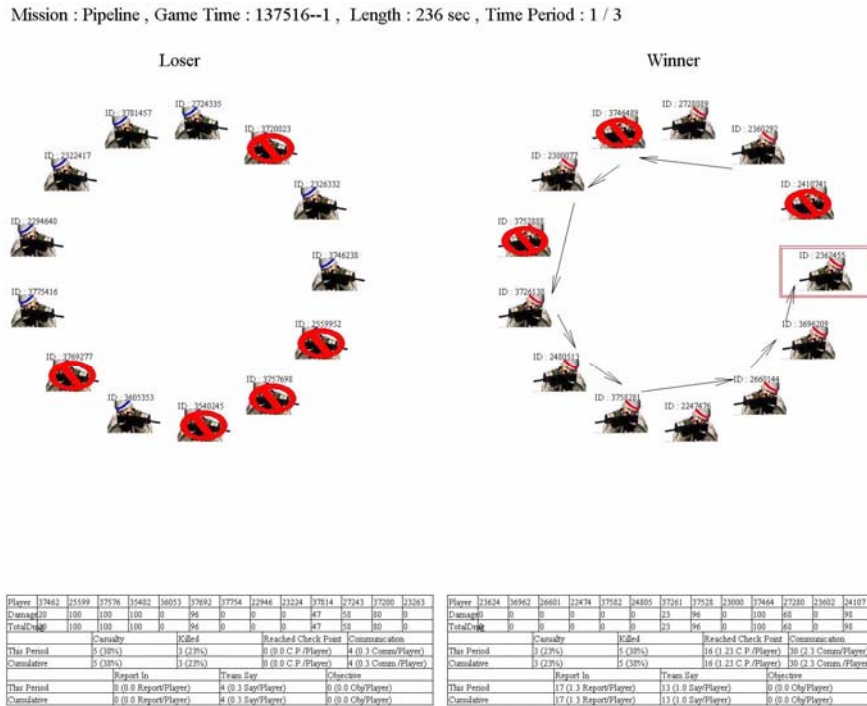 Mission : Pipeline , Game Time : 137516--1 , Length : 236 sec , Time Period : 1 / 3
Loser
Winner
ID : 2724335
ID : 3781457
ID : 3720023
ID : 2322417
ID : 2326332
ID : 2294640
ID : 3746238
ID : 3775416
ID : 2559952
ID : 3769277
ID : 3757698
ID : 3605353
ID : 3540245
ID : 2728089
ID : 3746489
ID : 2360292
ID : 2300077
ID : 2410741
ID : 3752888
ID : 2362455
ID : 3726138
ID : 3696209
ID : 2480513
ID : 2660144
ID : 3758281
ID : 2247476
Player 37462 25599 37576 35402 36053 37692 37754 22946 23224 37814 27243 37200 23263
Damage 20 100 100 100 0 96 0 0 0 47 58 80 0
100 100 100 0 96 0 0 0 47 58 80 0
Casualty Killed Reached Check Point Communication
This Period 5 (38%) 3 (23%) 0 (0.0 C.P./Player) 4 (0.3 Comm/Player)
Cumulative 5 (38%) 3 (23%) 0 (0.0 C.P./Player) 4 (0.3 Comm/Player)
Report In Team Say Objective
This Period 0 (0.0 Report/Player) 4 (0.3 Say/Player) 0 (0.0 Obj/Player)
Cumulative 0 (0.0 Report/Player) 4 (0.3 Say/Player) 0 (0.0 Obj/Player)
Player 23624 36962 26601 22474 37582 24805 37261 37528 23000 37464 27280 23602 24107
Damage 0 0 0 0 0 0 23 96 0 100 68 0 98
0 0 0 0 0 23 96 0 100 68 0 98
Casualty Killed Reached Check Point Communication
This Period 3 (23%) 5 (38%) 16 (1.23 C.P./Player) 30 (2.3 Comm/Player)
Cumulative 3 (23%) 5 (38%) 16 (1.23 C.P./Player) 30 (2.3 Comm/Player)
Report In Team Say Objective
This Period 17 (1.3 Report/Player) 13 (1.0 Say/Player) 0 (0.0 Obj/Player)
Cumulative 17 (1.3 Report/Player) 13 (1.0 Say/Player) 0 (0.0 Obj/Player)